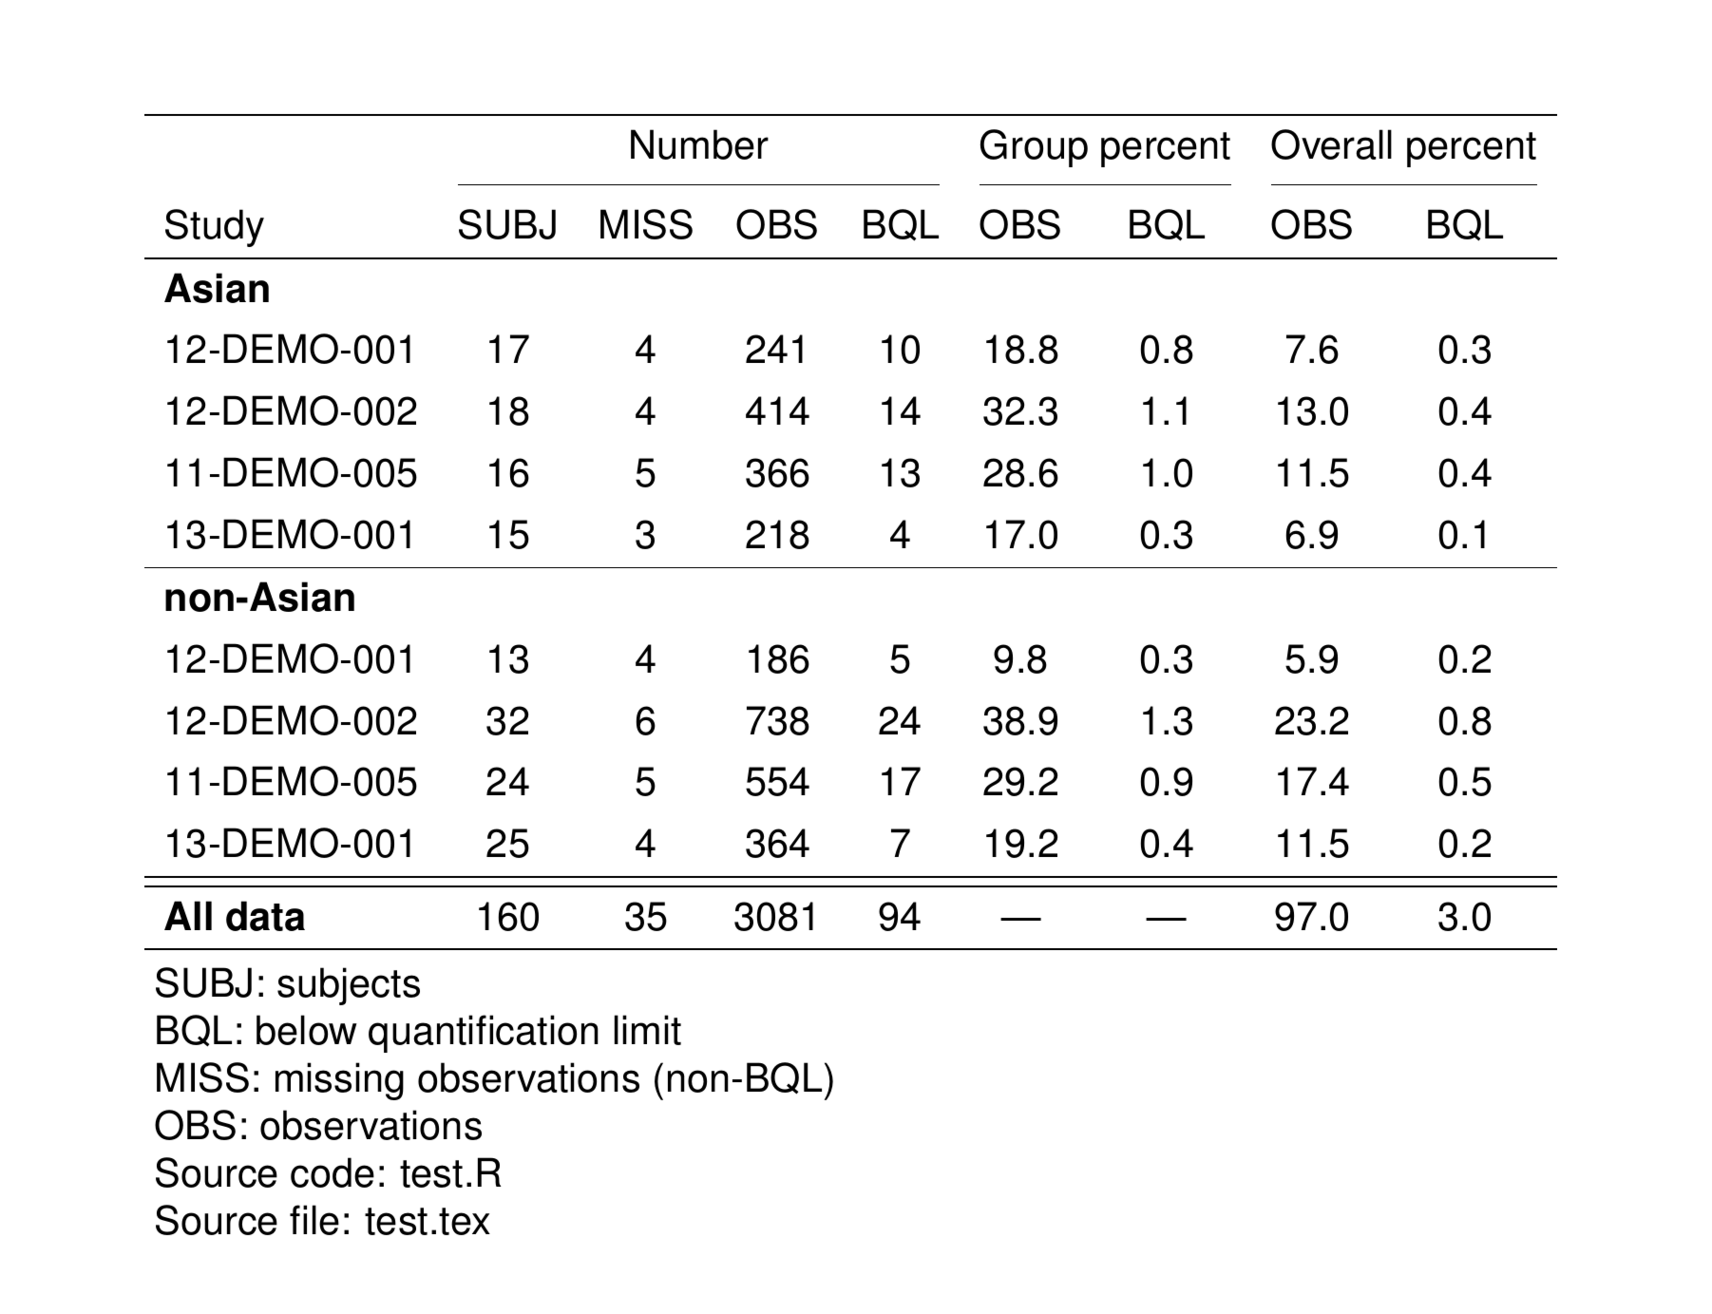 Number Group percent Overall percent
Study SUBJ MISS OBS BQL OBS BQL OBS BQL
Asian
12-DEMO-001 17 4 241 10 18.8 0.8 7.6 0.3
12-DEMO-002 18 4 414 14 32.3 1.1 13.0 0.4
11-DEMO-005 16 5 366 13 28.6 1.0 11.5 0.4
13-DEMO-001 15 3 218 4 17.0 0.3 6.9 0.1
non-Asian
12-DEMO-001 13 4 186 5 9.8 0.3 5.9 0.2
12-DEMO-002 32 6 738 24 38.9 1.3 23.2 0.8
11-DEMO-005 24 5 554 17 29.2 0.9 17.4 0.5
13-DEMO-001 25 4 364 7 19.2 0.4 11.5 0.2
All data 160 35 3081 94 — — 97.0 3.0
SUBJ: subjects
BQL: below quantification limit
MISS: missing observations (non-BQL)
OBS: observations
Source code: test.R
Source file: test.tex